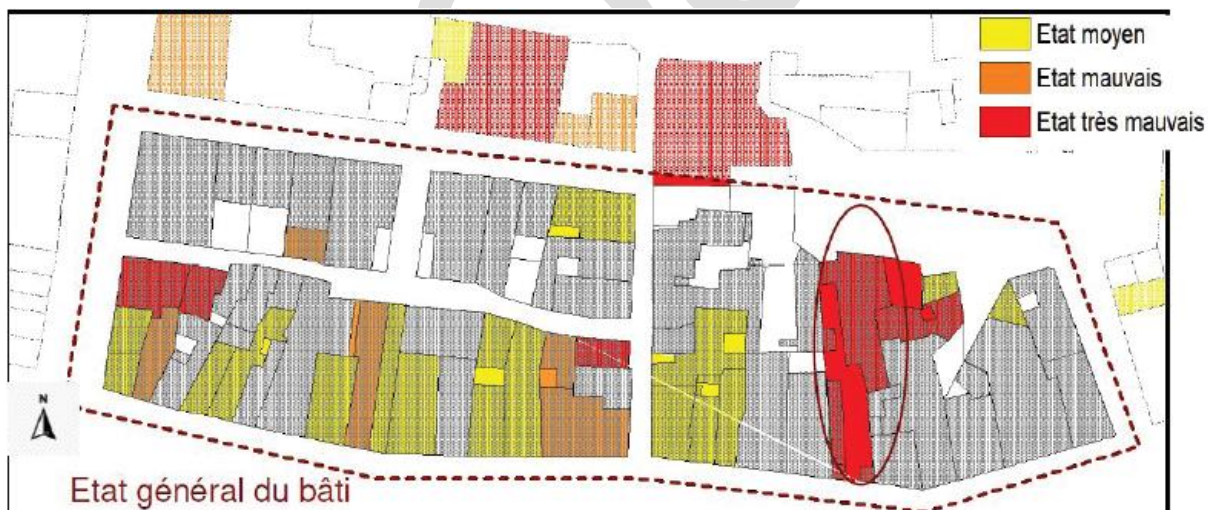 Etat moyen
Etat mauvais
Etat très mauvais
N
Etat général du bâti